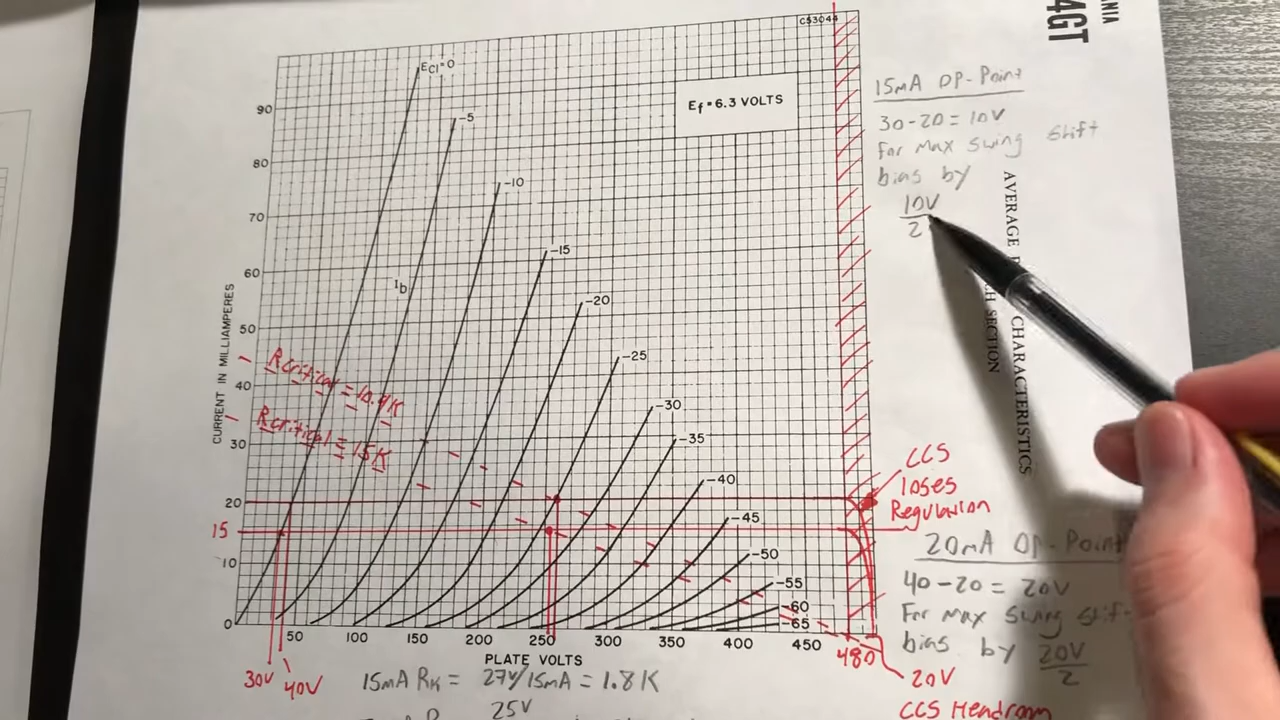 NIA
4GT
C53044
EC1=0
-5
-10
-15
-20
-25
-30
-35
-40
-45
-50
-55
-60
-65
Ef = 6.3 VOLTS
Ib
CURRENT IN MILLIAMPERES
90
80
70
60
50
40
30
20
15
10
0
50
100
150
200
250
300
350
400
450
480
PLATE VOLTS
30V
40V
Rcritical = 15K
15mA OP-Point
30-20=10V
For Max Swing Shift
bias by
10V
2
AVERAGE
CHARACTERISTICS
SECTION
CCS
loses
Regulation
20mA OP-Point
40-20= 20V
For Max Swing Shift
bias by 20V
2
20V
CCS Headroom
15mA RK = 27V/15mA = 1.8K
25V